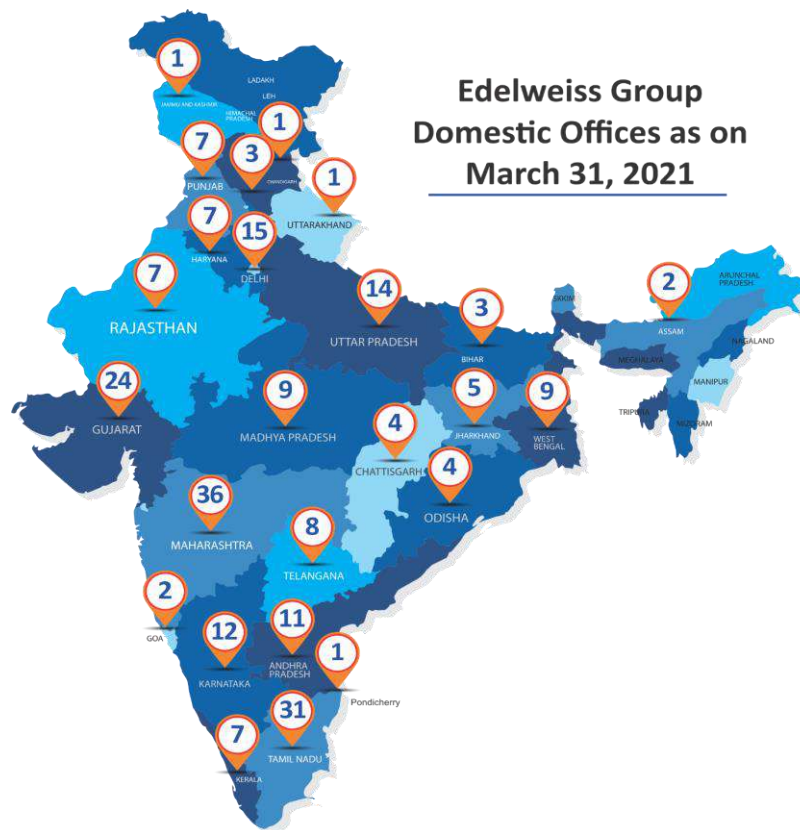 Edelweiss Group
Domestic Offices as on
March 31, 2021
1
LADAKH
LEH
JAMMU AND KASHMIR
HIMACHAL
PRADESH
1
7
3
CHANDIGARH
PUNJAB
1
UTTARAKHAND
7
15
HARYANA
DELHI
7
RAJASTHAN
14
UTTAR PRADESH
3
BIHAR
2
ARUNCHAL
PRADESH
SKKIM
ASSAM
NAGALAND
MEGHALAYA
MANIPUR
TRIPURA
MIZORAM
24
GUJARAT
9
MADHYA PRADESH
4
CHATTISGARH
5
JHARKHAND
9
WEST
BENGAL
4
ODISHA
36
MAHARASHTRA
8
TELANGANA
2
GOA
12
KARNATAKA
11
ANDHRA
PRADESH
1
Pondicherry
31
TAMIL NADU
7
KERALA